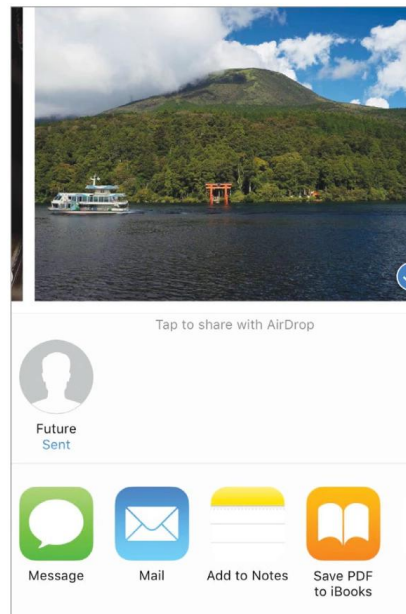 Tap to share with AirDrop
Future
Sent
Message
Mail
Add to Notes
Save PDF
to iBooks